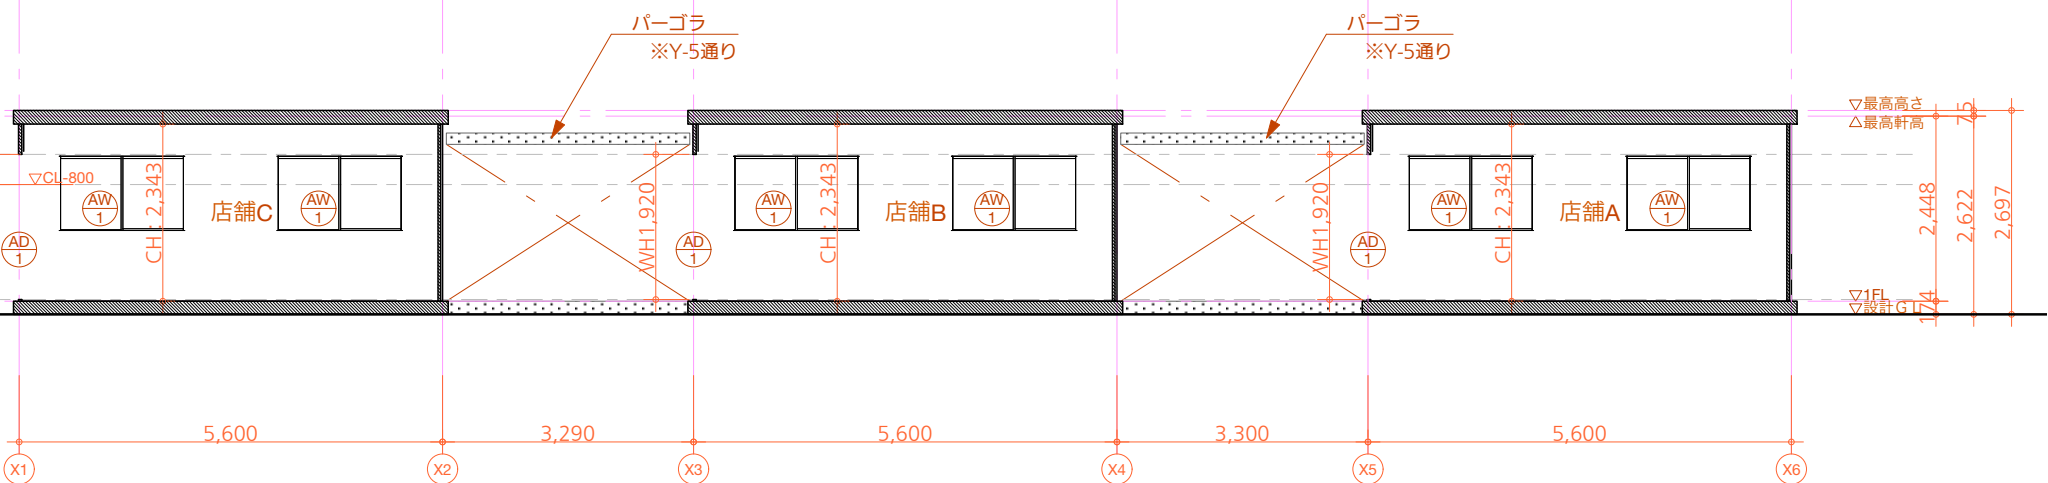 パーゴラ
※Y-5通り
パーゴラ
※Y-5通り
▽最高高さ
△最高軒高
75
▽CL-800
AW
1
店舗C
CH : 2,343
AW
1
AD
1
WH1,920
AD
1
AW
1
CH : 2,343
店舗B
AW
1
WH1,920
AD
1
AW
1
CH : 2,343
店舗A
AW
1
2,448
2,622
2,697
▽1FL
▽設計GL
174
5,600
3,290
5,600
3,300
5,600
X1
X2
X3
X4
X5
X6